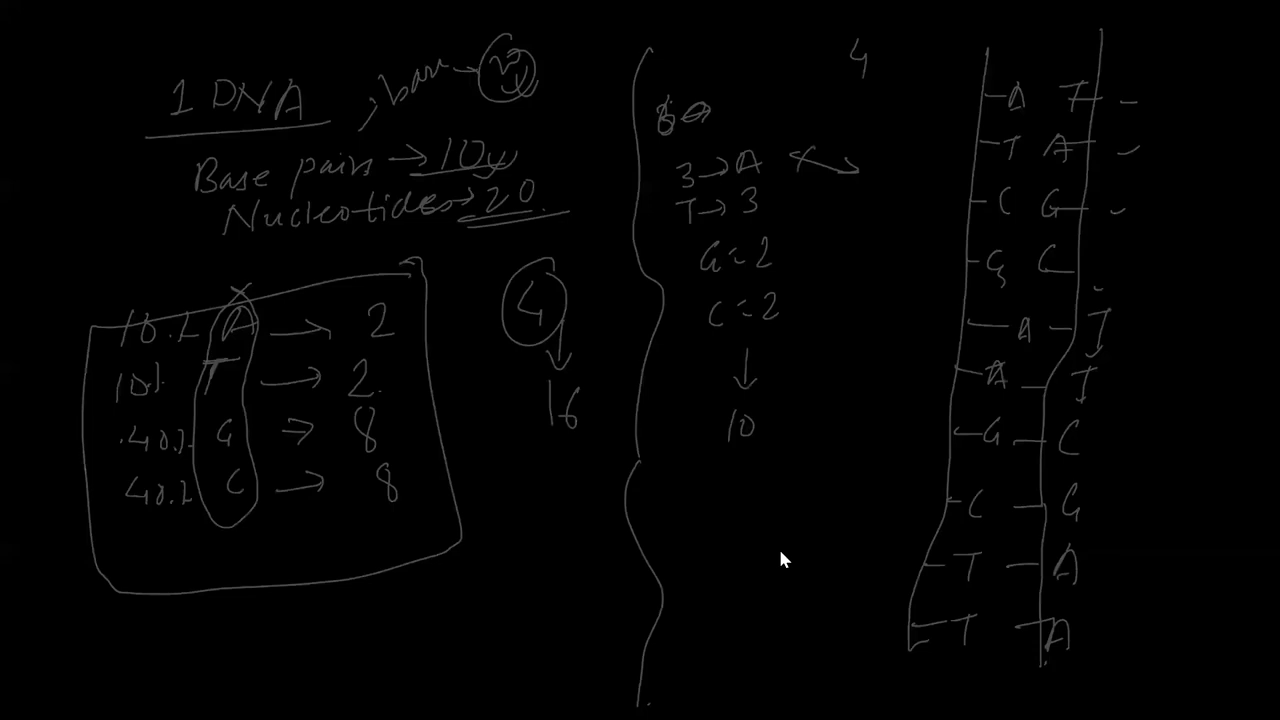 1 DNA , base →
Base pairs → 10
Nucleotides → 20
10% A → 2
10% T → 2.
40% G → 8
40% C → 8
4
16
4
3 → A
T → 3
G = 2
C = 2
10
A T
T A
C G
G C
A T
A T
G C
C G
T A
T A